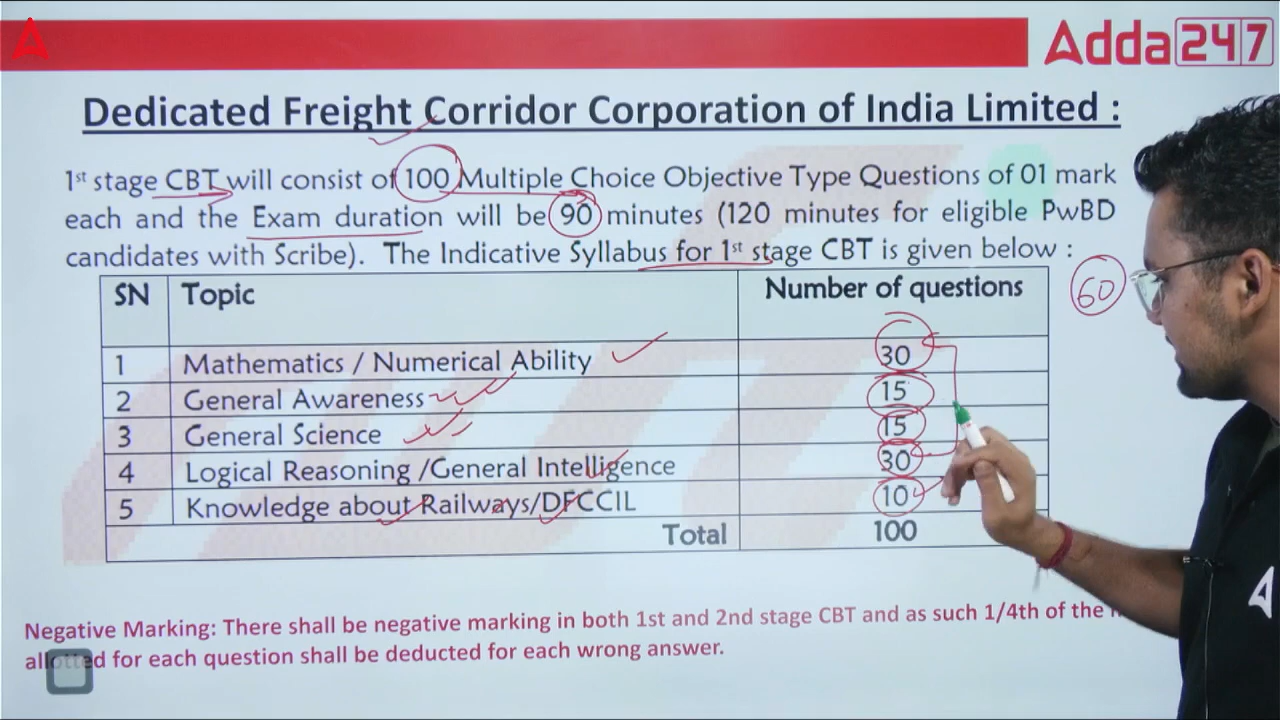 Adda 247
Dedicated Freight Corridor Corporation of India Limited :
1st stage CBT will consist of 100 Multiple Choice Objective Type Questions of 01 mark
each and the Exam duration will be 90 minutes (120 minutes for eligible PwBD
candidates with Scribe). The Indicative Syllabus for 1st stage CBT is given below :
60
SN Topic Number of questions
1 Mathematics / Numerical Ability 30
2 General Awareness 15
3 General Science 15
4 Logical Reasoning /General Intelligence 30
5 Knowledge about Railways/DFCCIL 10
Total 100
Negative Marking: There shall be negative marking in both 1st and 2nd stage CBT and as such 1/4th of the
allotted for each question shall be deducted for each wrong answer.